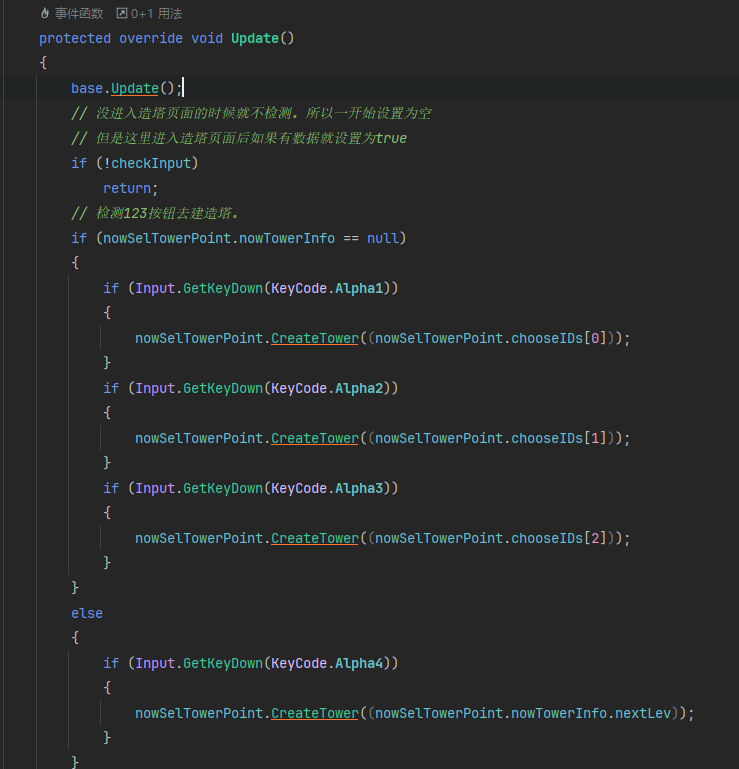 事件函数 0+1 用法
protected override void Update()
{
base.Update();
// 没进入造塔页面的时候就不检测。所以一开始设置为空
// 但是这里进入造塔页面后如果有数据就设置为true
if (!checkInput)
return;
// 检测123按钮去建造塔。
if (nowSelTowerPoint.nowTowerInfo == null)
{
if (Input.GetKeyDown(KeyCode.Alpha1))
{
nowSelTowerPoint.CreateTower((nowSelTowerPoint.chooseIDs[0]));
}
if (Input.GetKeyDown(KeyCode.Alpha2))
{
nowSelTowerPoint.CreateTower((nowSelTowerPoint.chooseIDs[1]));
}
if (Input.GetKeyDown(KeyCode.Alpha3))
{
nowSelTowerPoint.CreateTower((nowSelTowerPoint.chooseIDs[2]));
}
}
else
{
if (Input.GetKeyDown(KeyCode.Alpha4))
{
nowSelTowerPoint.CreateTower((nowSelTowerPoint.nowTowerInfo.nextLev));
}
}